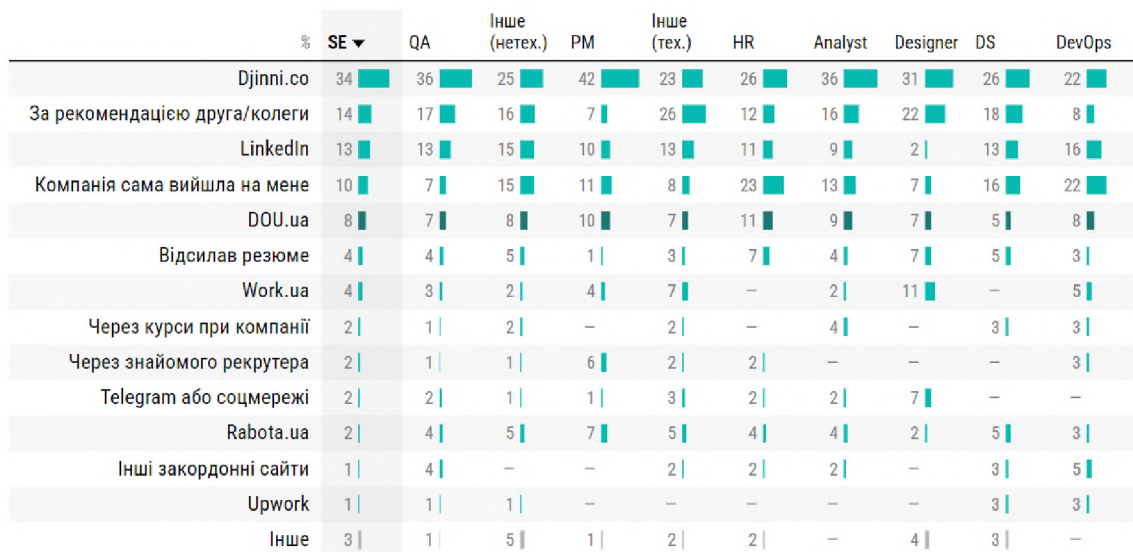 % SE ▼ QA Інше (нетех.) PM Інше (тех.) HR Analyst Designer DS DevOps
Djinni.co 34 36 25 42 23 26 36 31 26 22
За рекомендацією друга/колеги 14 17 16 7 26 12 16 22 18 8
LinkedIn 13 13 15 10 13 11 9 2 13 16
Компанія сама вийшла на мене 10 7 15 11 8 23 13 7 16 22
DOU.ua 8 7 8 10 7 11 9 7 5 8
Відсилав резюме 4 4 5 1 3 7 4 7 5 3
Work.ua 4 3 2 4 7 – 2 11 – 5
Через курси при компанії 2 1 2 – 2 – 4 – 3 3
Через знайомого рекрутера 2 1 1 6 2 2 – – – 3
Telegram або соцмережі 2 2 1 1 3 2 2 7 – –
Rabota.ua 2 4 5 7 5 4 4 2 5 3
Інші закордонні сайти 1 4 – – 2 2 2 – 3 5
Upwork 1 1 1 – – – – – 3 3
Інше 3 1 5 1 2 2 – 4 3 –